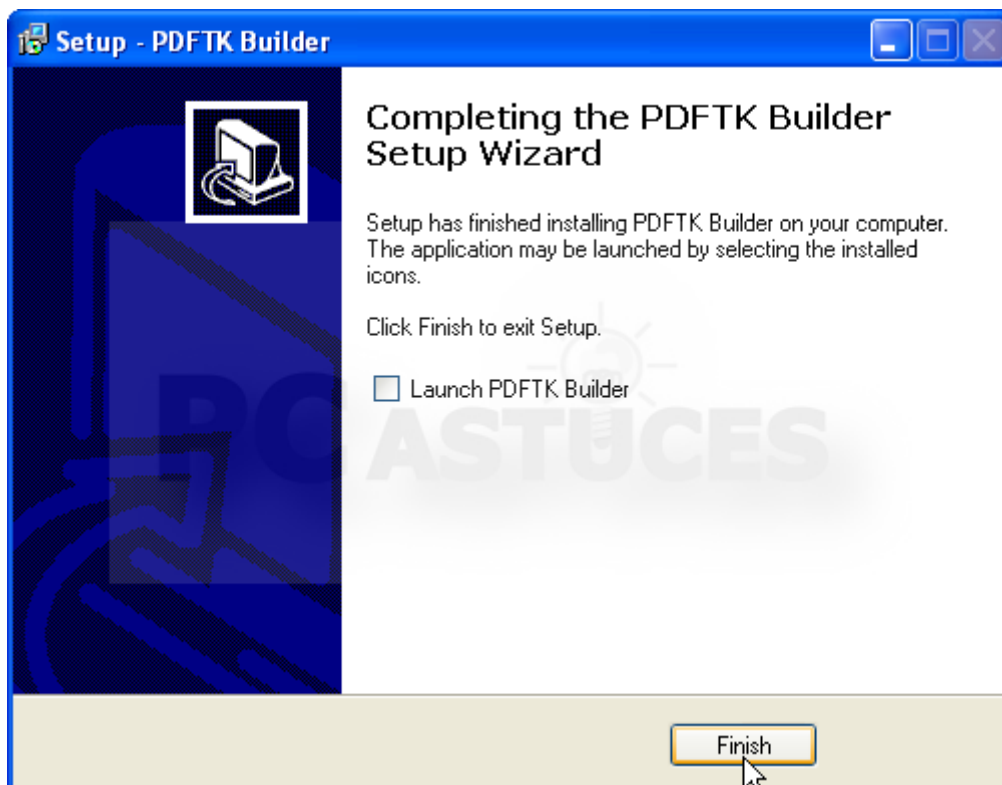 Setup - PDFTK Builder
Completing the PDFTK Builder
Setup Wizard
Setup has finished installing PDFTK Builder on your computer.
The application may be launched by selecting the installed
icons.
Click Finish to exit Setup.
Launch PDFTK Builder
PC ASTUCES
Finish